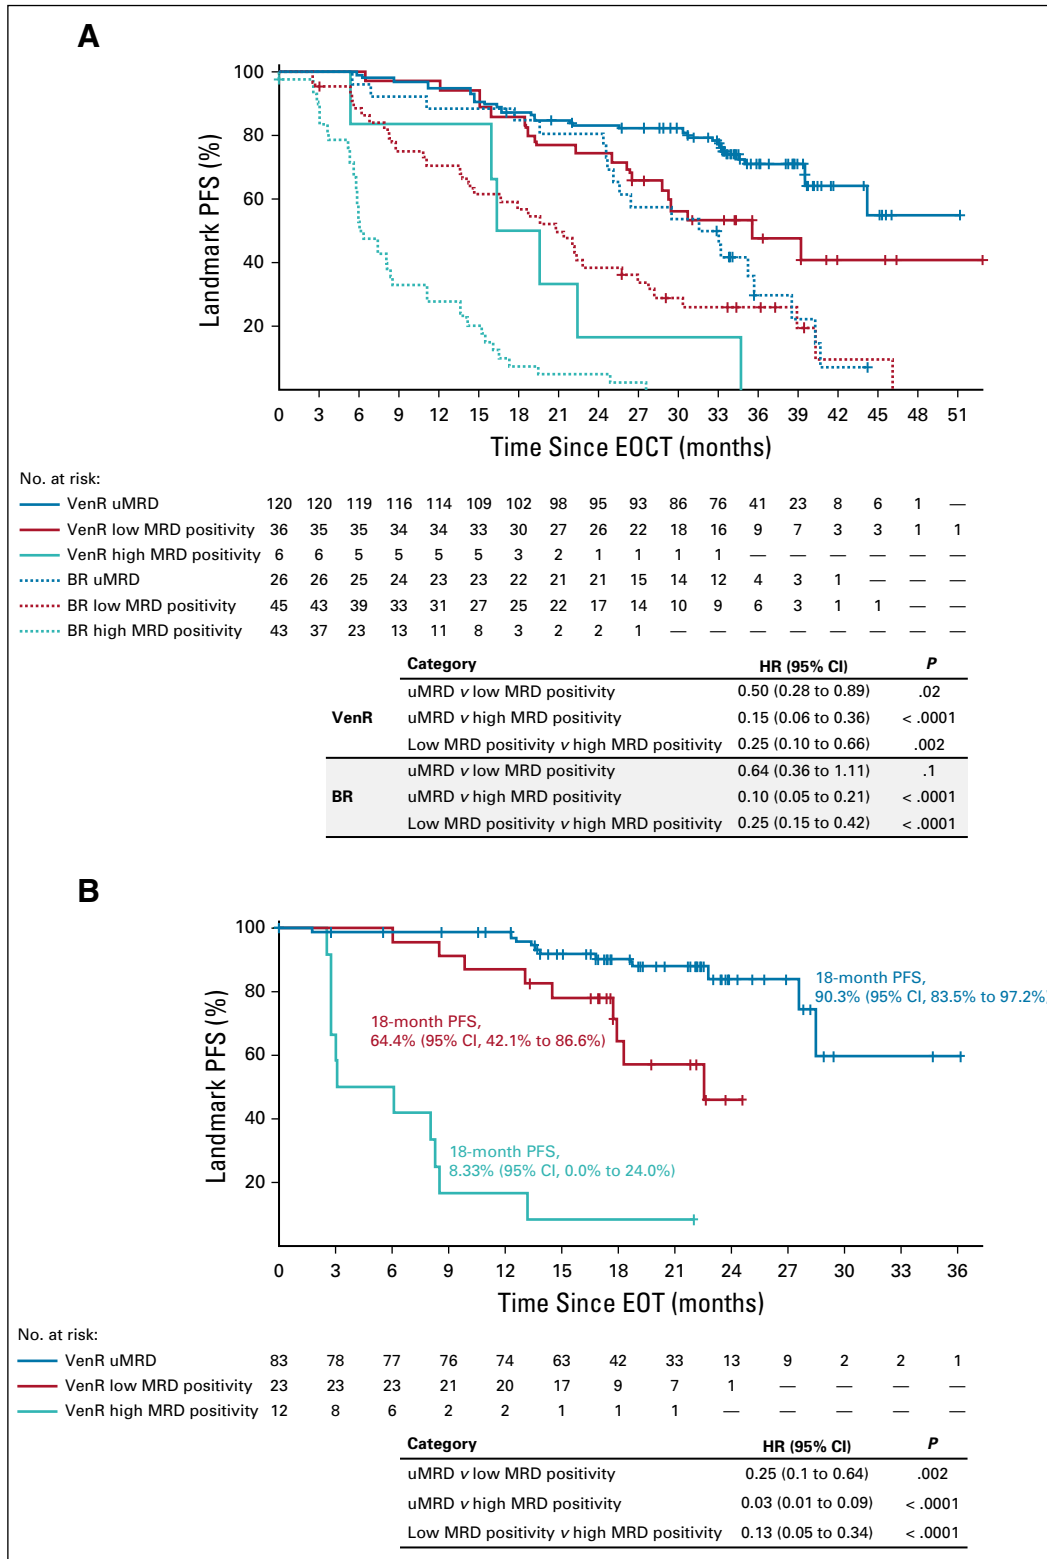 A
Landmark PFS (%)
100
80
60
40
20
0 3 6 9 12 15 18 21 24 27 30 33 36 39 42 45 48 51
Time Since EOCT (months)
No. at risk:
VenR uMRD 120 120 119 116 114 109 102 98 95 93 86 76 41 23 8 6 1 —
VenR low MRD positivity 36 35 35 34 34 33 30 27 26 22 18 16 9 7 3 3 1 1
VenR high MRD positivity 6 6 5 5 5 5 3 2 1 1 1 1 — — — — — —
BR uMRD 26 26 25 24 23 23 22 21 21 15 14 12 4 3 1 — — —
BR low MRD positivity 45 43 39 33 31 27 25 22 17 14 10 9 6 3 1 1 — —
BR high MRD positivity 43 37 23 13 11 8 3 2 2 1 — — — — — — — —
Category HR (95% CI) P
VenR
uMRD v low MRD positivity 0.50 (0.28 to 0.89) .02
uMRD v high MRD positivity 0.15 (0.06 to 0.36) < .0001
Low MRD positivity v high MRD positivity 0.25 (0.10 to 0.66) .002
BR
uMRD v low MRD positivity 0.64 (0.36 to 1.11) .1
uMRD v high MRD positivity 0.10 (0.05 to 0.21) < .0001
Low MRD positivity v high MRD positivity 0.25 (0.15 to 0.42) < .0001
B
Landmark PFS (%)
100
80
60
40
20
18-month PFS,
90.3% (95% CI, 83.5% to 97.2%)
18-month PFS,
64.4% (95% CI, 42.1% to 86.6%)
18-month PFS,
8.33% (95% CI, 0.0% to 24.0%)
0 3 6 9 12 15 18 21 24 27 30 33 36
Time Since EOT (months)
No. at risk:
VenR uMRD 83 78 77 76 74 63 42 33 13 9 2 2 1
VenR low MRD positivity 23 23 23 21 20 17 9 7 1 — — — —
VenR high MRD positivity 12 8 6 2 2 1 1 1 — — — — —
Category HR (95% CI) P
uMRD v low MRD positivity 0.25 (0.1 to 0.64) .002
uMRD v high MRD positivity 0.03 (0.01 to 0.09) < .0001
Low MRD positivity v high MRD positivity 0.13 (0.05 to 0.34) < .0001